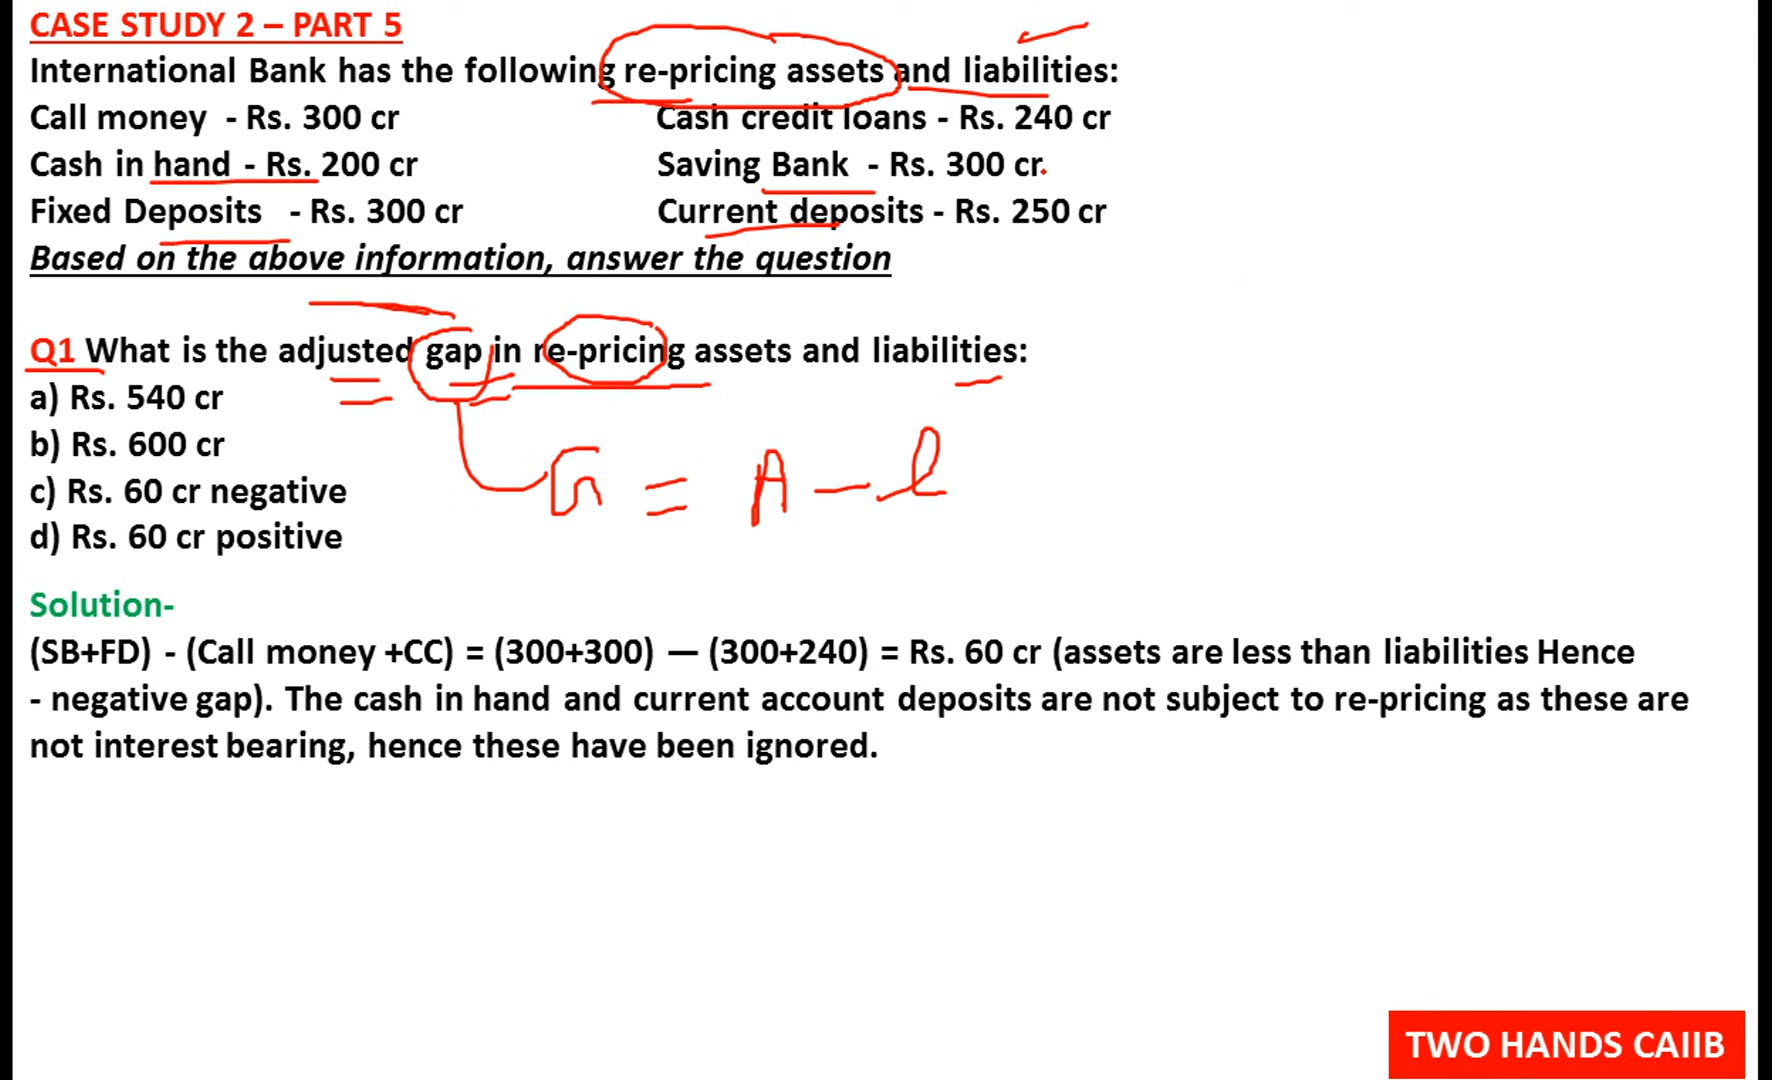 CASE STUDY 2 – PART 5
International Bank has the following re-pricing assets and liabilities:
Call money - Rs. 300 cr Cash credit loans - Rs. 240 cr
Cash in hand - Rs. 200 cr Saving Bank - Rs. 300 cr.
Fixed Deposits - Rs. 300 cr Current deposits - Rs. 250 cr
Based on the above information, answer the question
Q1 What is the adjusted gap in re-pricing assets and liabilities:
a) Rs. 540 cr
b) Rs. 600 cr
c) Rs. 60 cr negative
d) Rs. 60 cr positive
G = A - l
Solution-
(SB+FD) - (Call money +CC) = (300+300) — (300+240) = Rs. 60 cr (assets are less than liabilities Hence
- negative gap). The cash in hand and current account deposits are not subject to re-pricing as these are
not interest bearing, hence these have been ignored.
TWO HANDS CAIIB